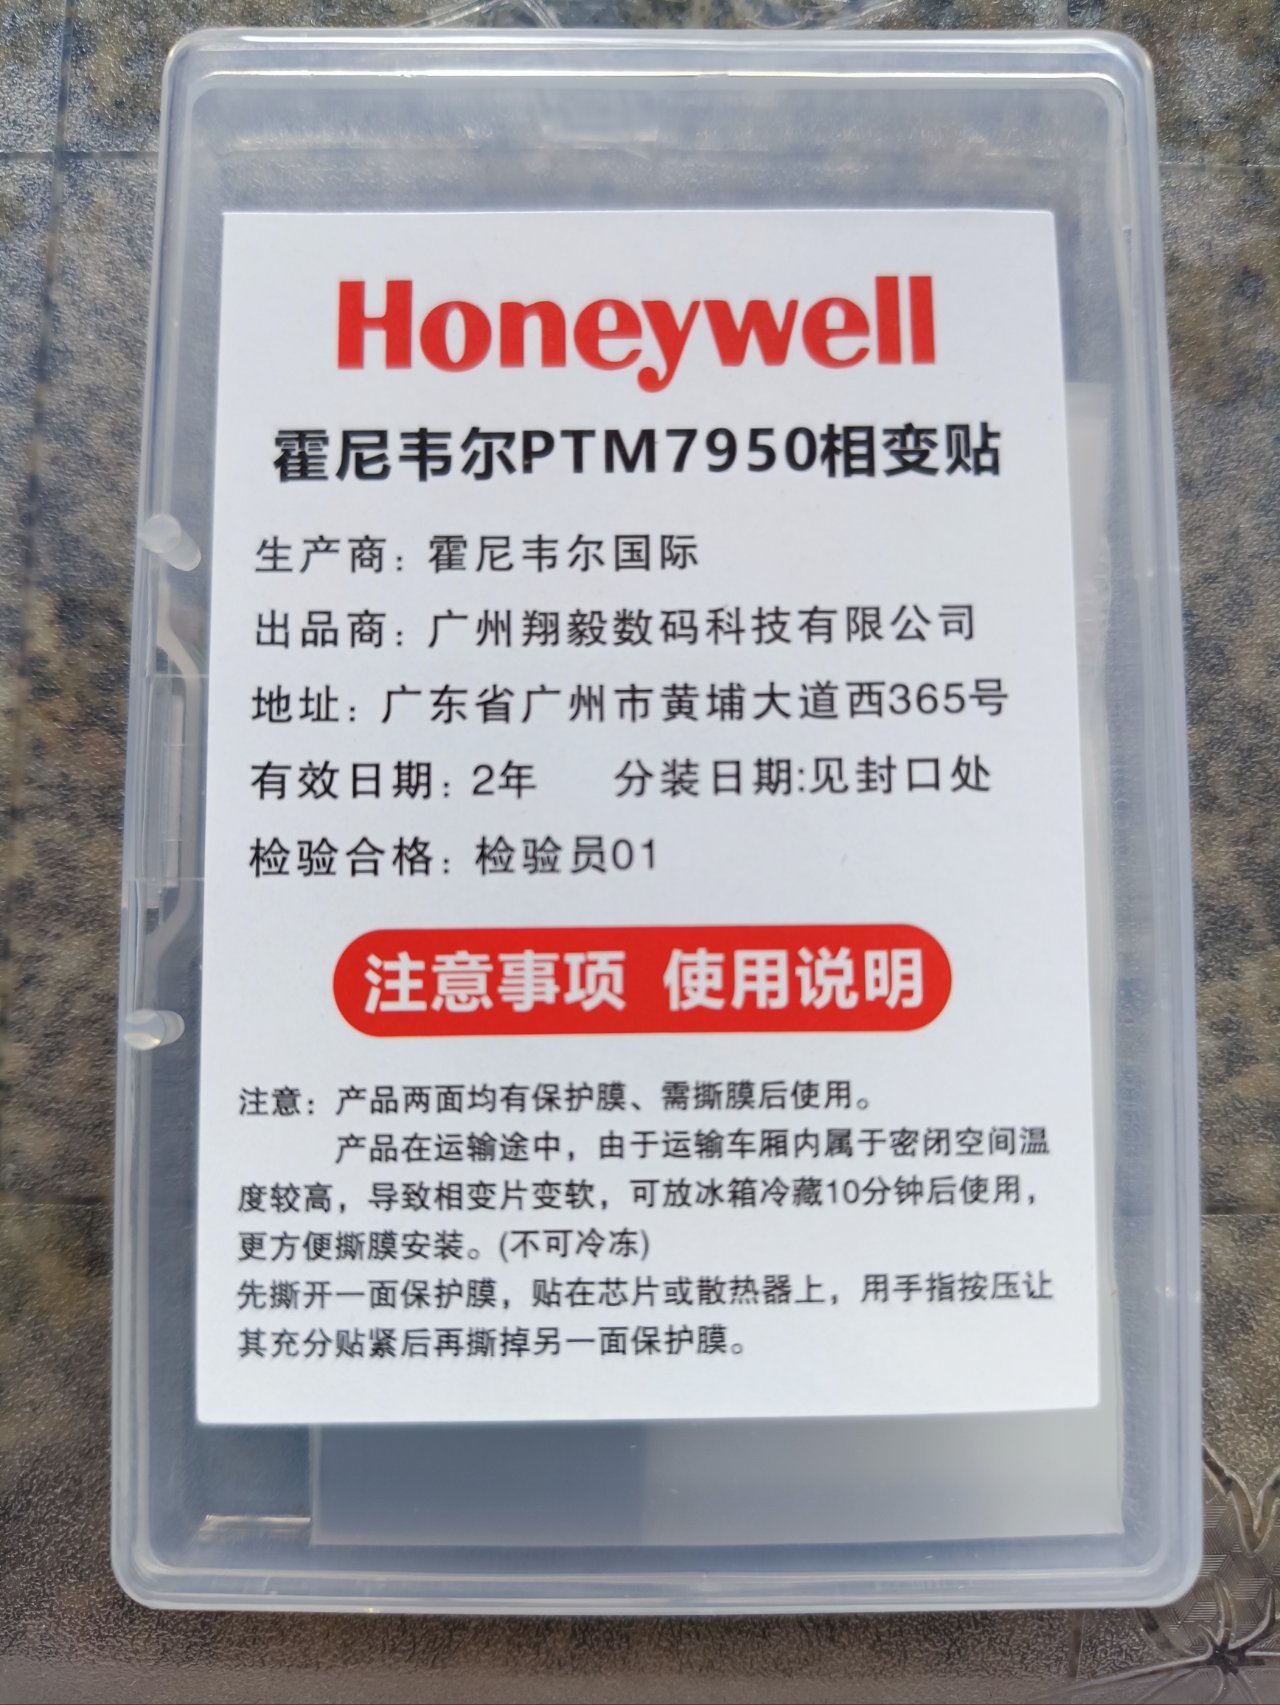 Honeywell
霍尼韦尔PTM7950相变贴
生产商：霍尼韦尔国际
出品商：广州翔毅数码科技有限公司
地址：广东省广州市黄埔大道西365号
有效日期：2年 分装日期:见封口处
检验合格：检验员01
注意事项 使用说明
注意：产品两面均有保护膜、需撕膜后使用。
产品在运输途中，由于运输车厢内属于密闭空间温
度较高，导致相变片变软，可放冰箱冷藏10分钟后使用，
更方便撕膜安装。(不可冷冻)
先撕开一面保护膜，贴在芯片或散热器上，用手指按压让
其充分贴紧后再撕掉另一面保护膜。